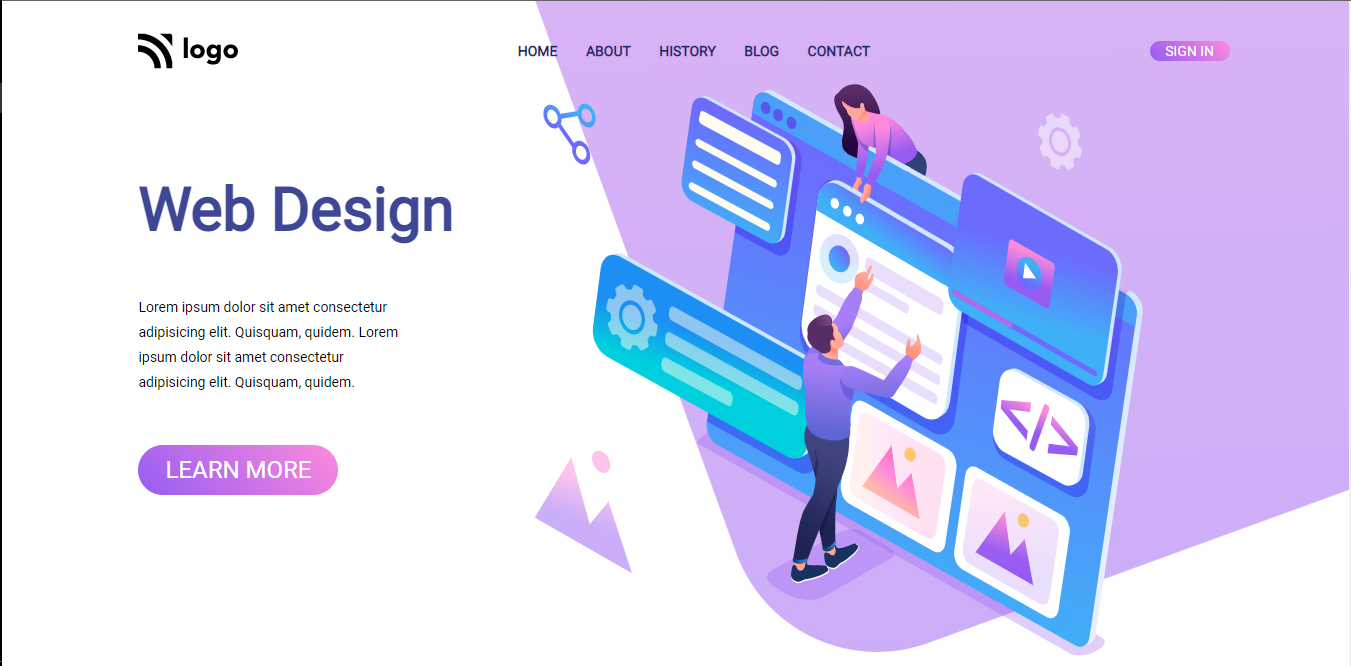 logo
HOME ABOUT HISTORY BLOG CONTACT
SIGN IN
Web Design
Lorem ipsum dolor sit amet consectetur
adipisicing elit. Quisquam, quidem. Lorem
ipsum dolor sit amet consectetur
adipisicing elit. Quisquam, quidem.
LEARN MORE
</>